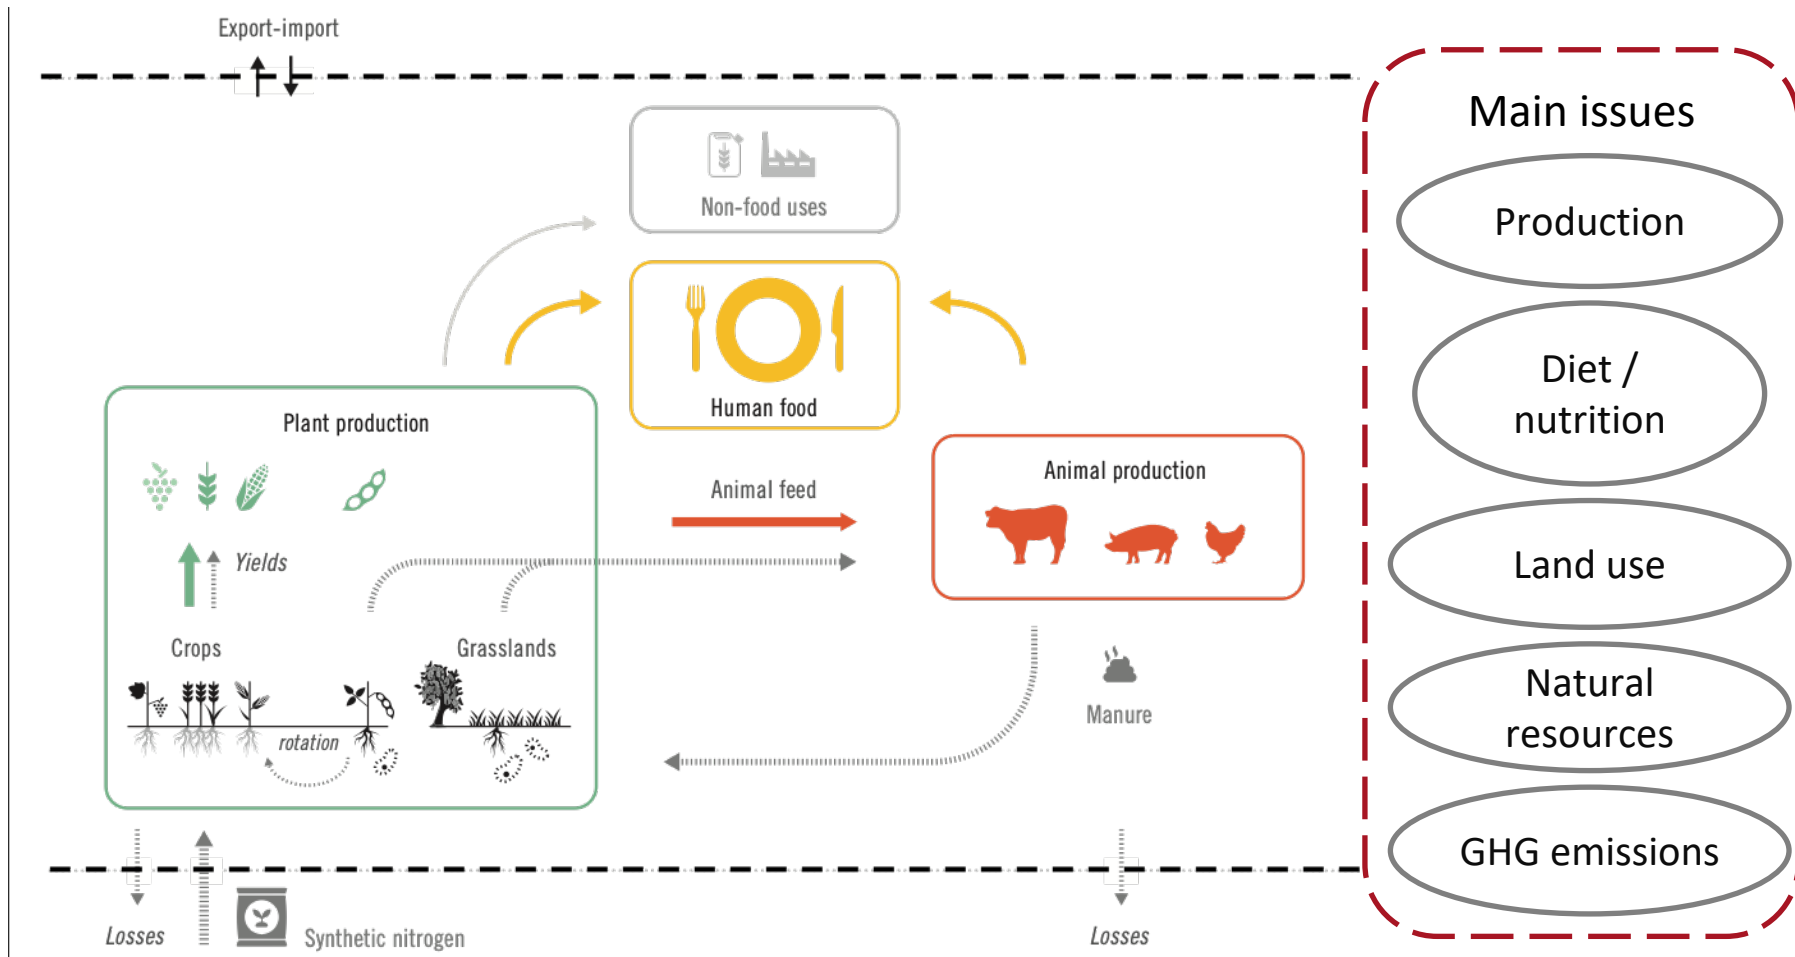 Export-import
Non-food uses
Human food
Plant production
Yields
Crops
Grasslands
rotation
Animal feed
Animal production
Manure
Losses
Synthetic nitrogen
Losses
Main issues
Production
Diet /
nutrition
Land use
Natural
resources
GHG emissions